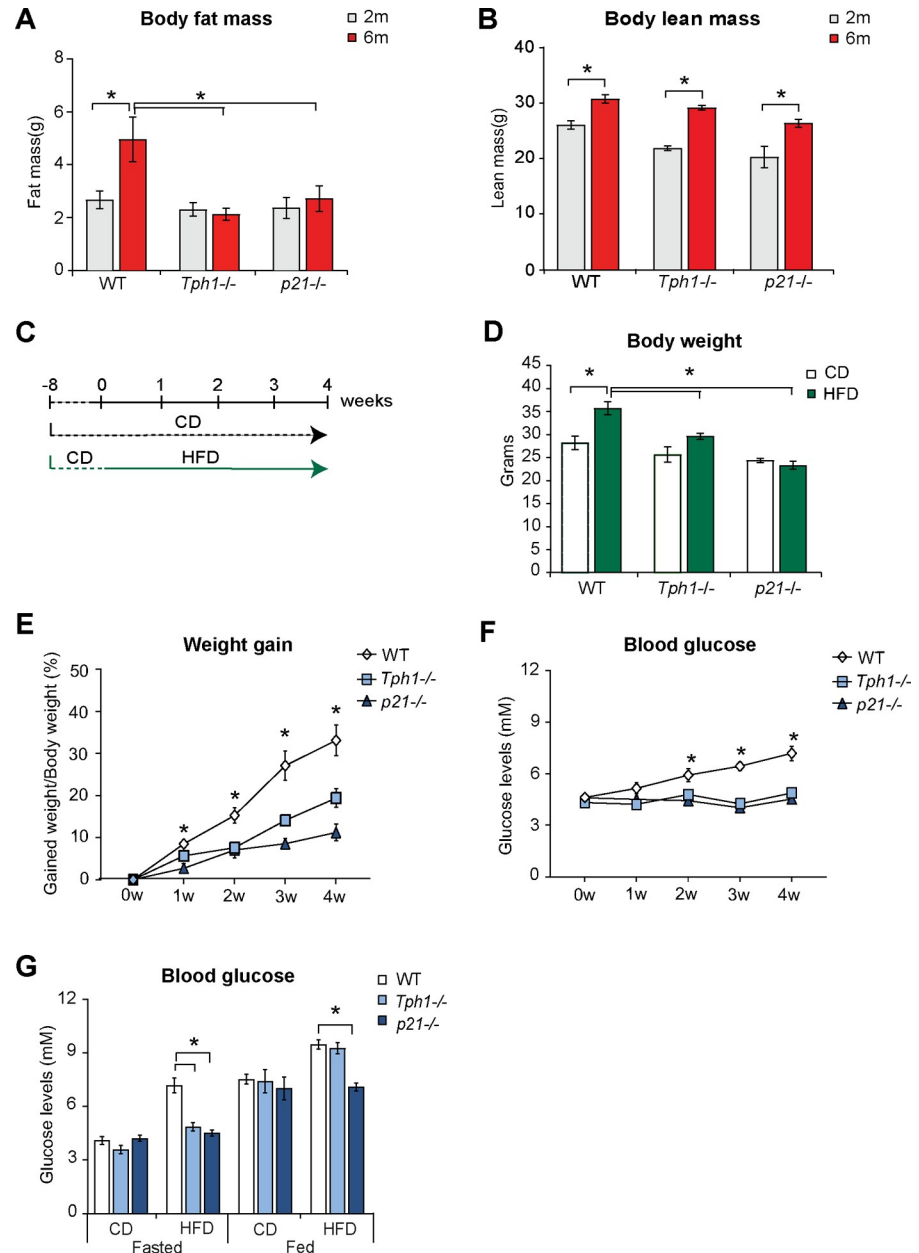 A
Body fat mass
2m
6m
Fat mass(g)
8
6
4
2
0
*
*
WT
Tph1-/-
p21-/-
B
Body lean mass
2m
6m
Lean mass(g)
40
30
20
10
0
*
*
*
WT
Tph1-/-
p21-/-
C
-8 0 1 2 3 4 weeks
CD
CD HFD
D
Body weight
CD
HFD
Grams
45
40
35
30
25
20
15
10
5
0
*
*
WT
Tph1-/-
p21-/-
E
Weight gain
WT
Tph1-/-
p21-/-
Gained weight/Body weight (%)
50
40
30
20
10
0
*
*
*
*
0w 1w 2w 3w 4w
F
Blood glucose
WT
Tph1-/-
p21-/-
Glucose levels (mM)
12
9
6
3
0
* * *
0w 1w 2w 3w 4w
G
Blood glucose
WT
Tph1-/-
p21-/-
Glucose levels (mM)
12
9
6
3
0
*
*
CD HFD CD HFD
Fasted Fed